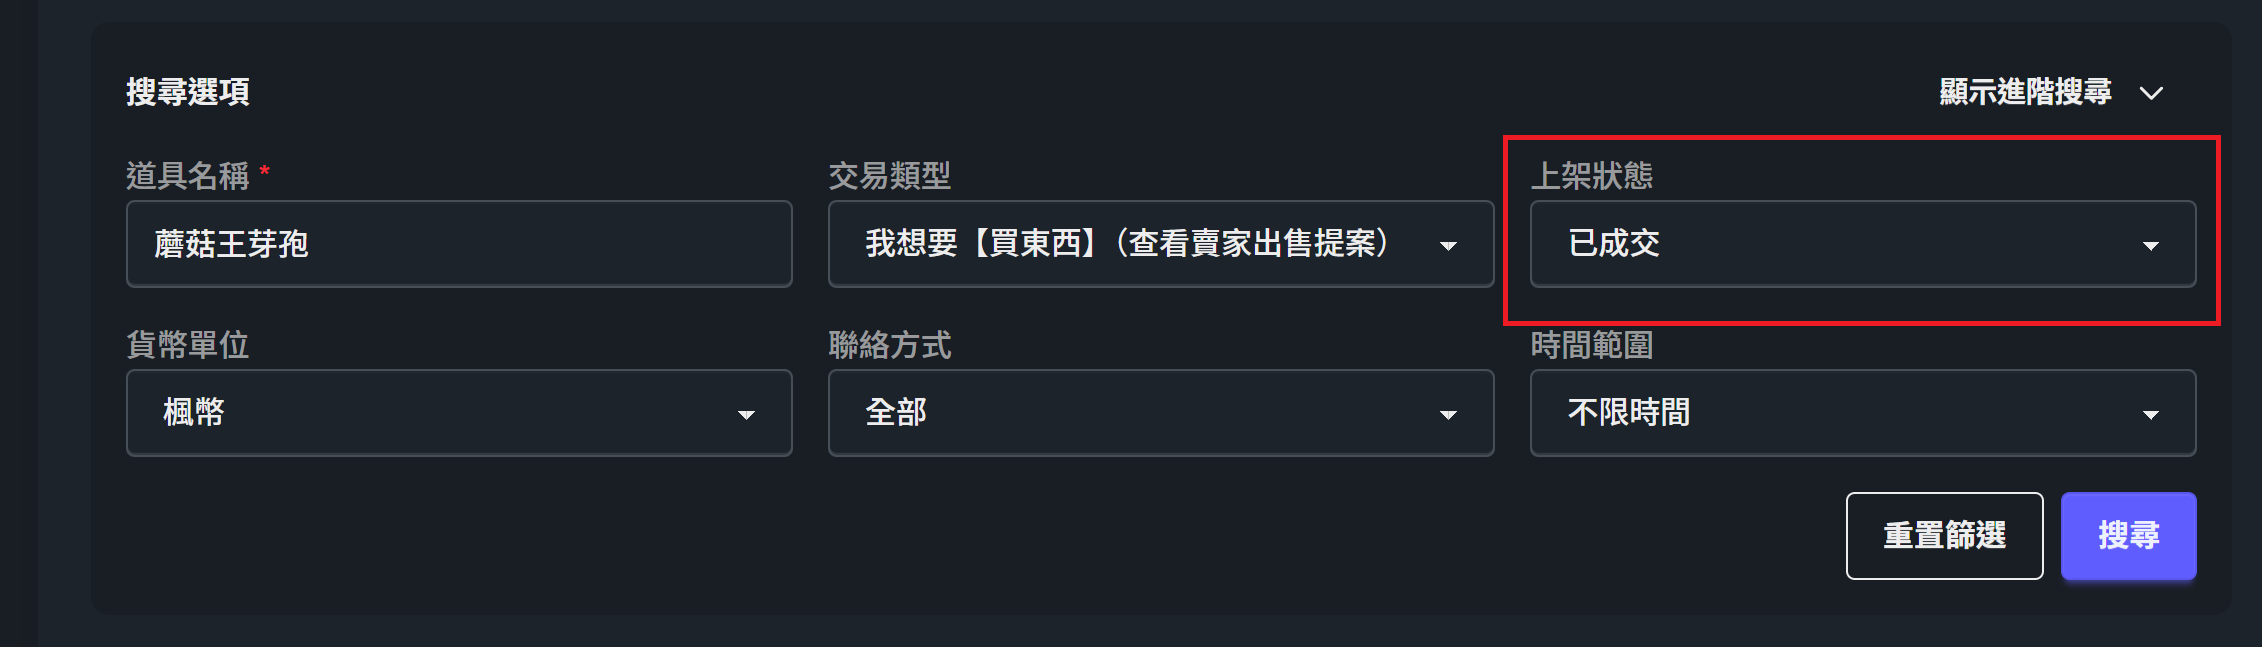 搜尋選項
顯示進階搜尋
道具名稱 *
交易類型
上架狀態
蘑菇王芽孢
我想要【買東西】（查看賣家出售提案）
已成交
貨幣單位
聯絡方式
時間範圍
楓幣
全部
不限時間
重置篩選
搜尋